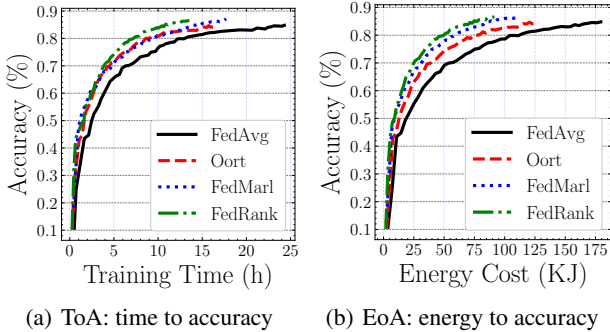 0.9
0.8
0.7
0.6
0.5
0.4
0.3
0.2
0.1
Accuracy (%)
FedAvg
Oort
FedMarl
FedRank
0 5 10 15 20 25
Training Time (h)
(a) ToA: time to accuracy
0.9
0.8
0.7
0.6
0.5
0.4
0.3
0.2
0.1
Accuracy (%)
FedAvg
Oort
FedMarl
FedRank
0 25 50 75 100 125 150 175
Energy Cost (KJ)
(b) EoA: energy to accuracy